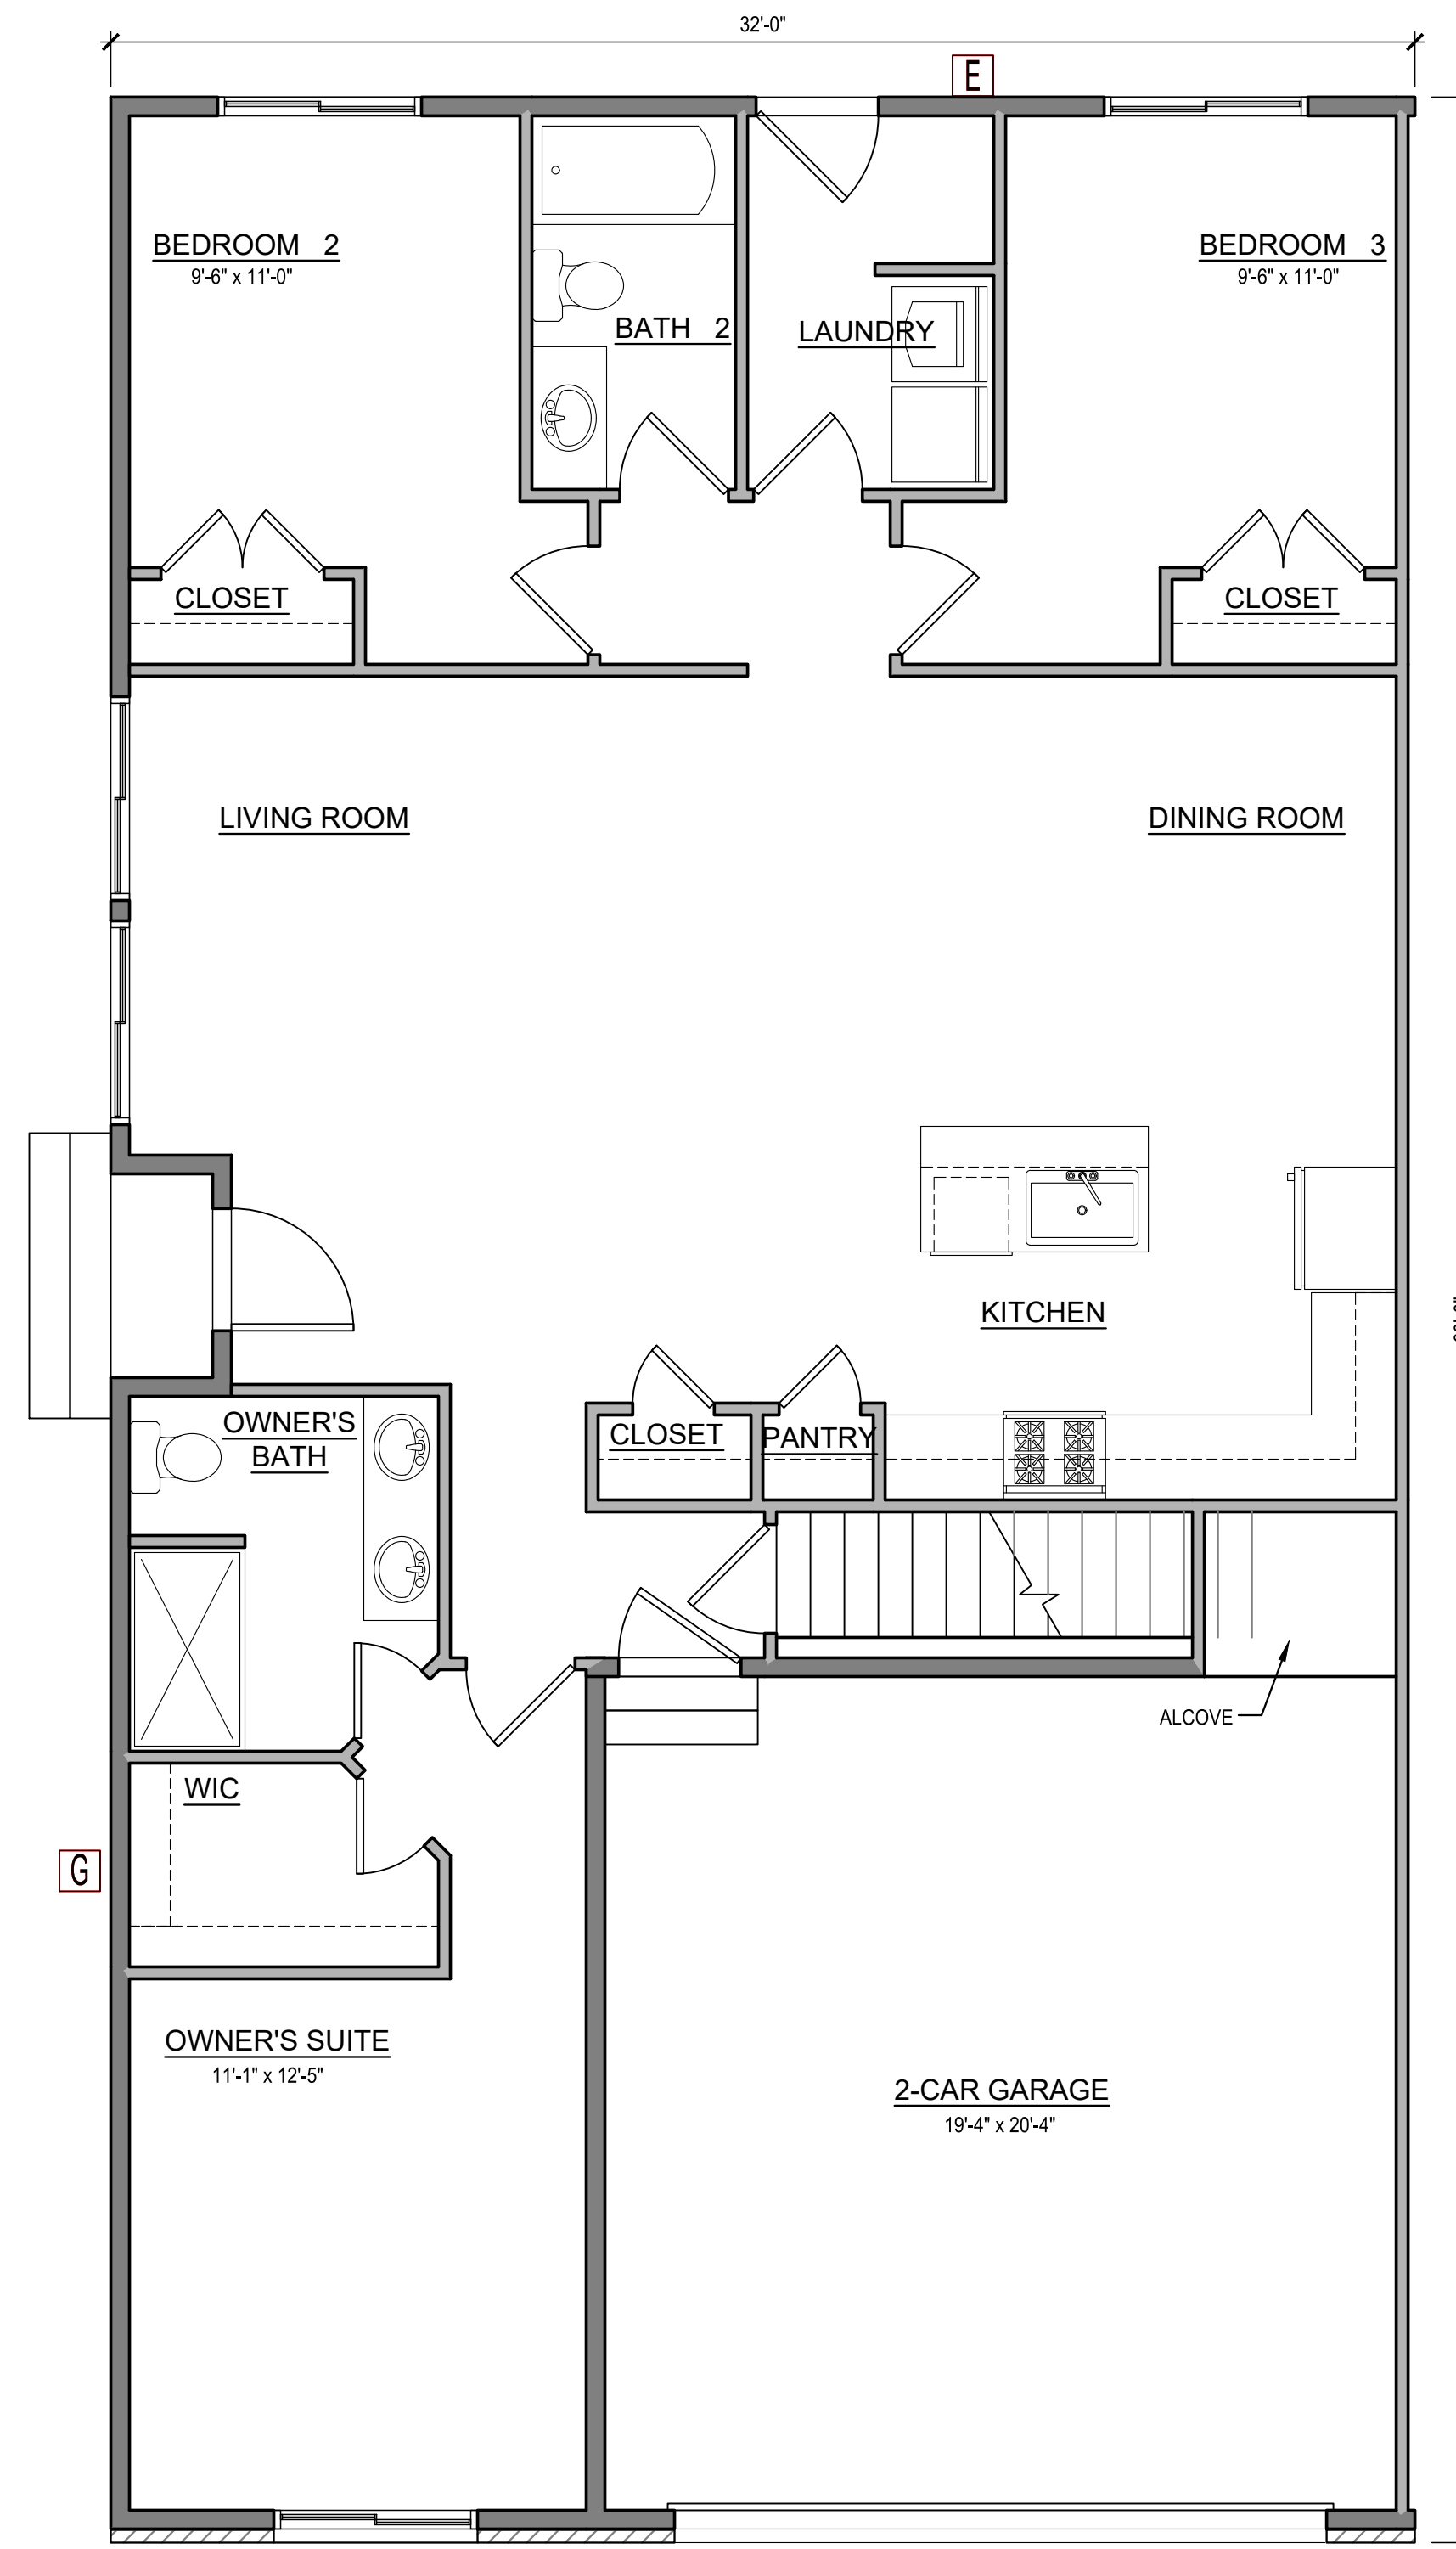 32'-0"
E
BEDROOM 2
9'-6" x 11'-0"
BEDROOM 3
9'-6" x 11'-0"
BATH 2
LAUNDRY
CLOSET
CLOSET
LIVING ROOM
DINING ROOM
KITCHEN
OWNER'S
BATH
CLOSET
PANTRY
ALCOVE
WIC
G
OWNER'S SUITE
11'-1" x 12'-5"
2-CAR GARAGE
19'-4" x 20'-4"